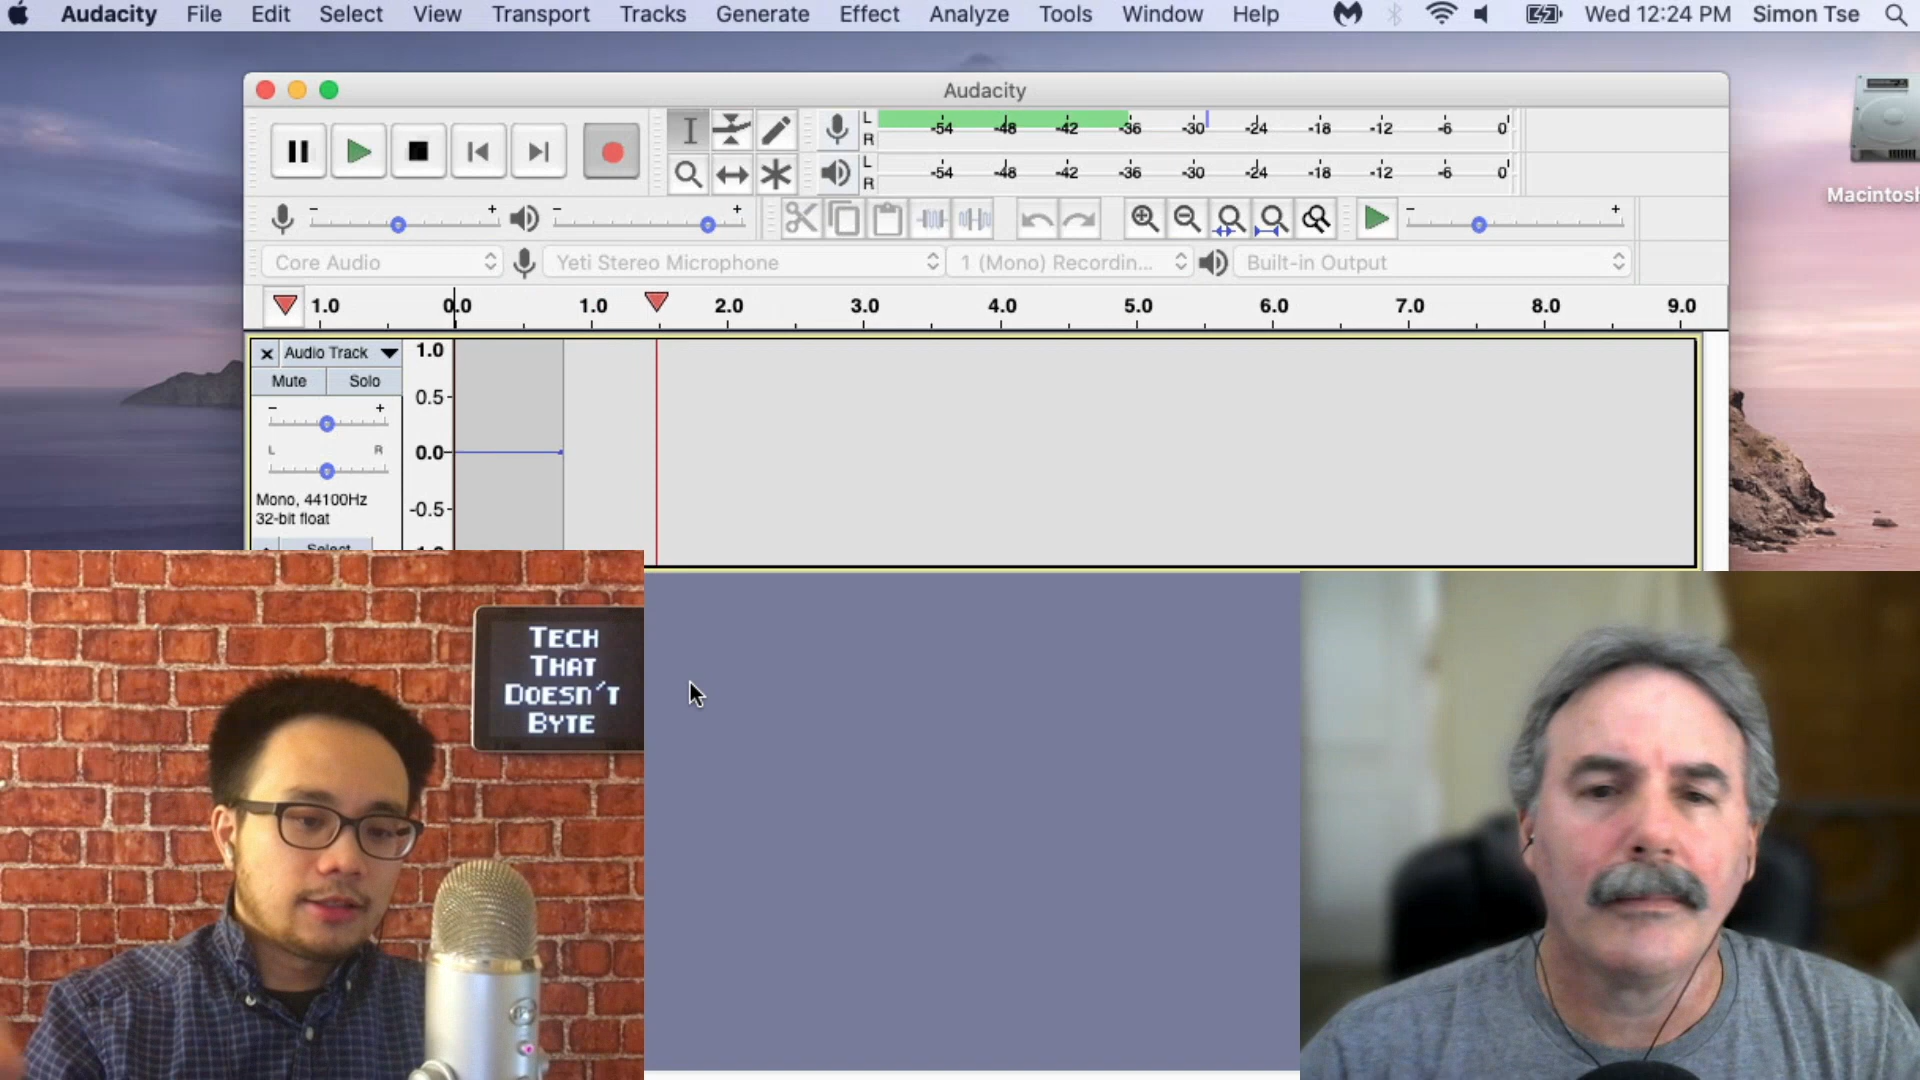 Audacity File Edit Select View Transport Tracks Generate Effect Analyze Tools Window Help Wed 12:24 PM Simon Tse
Audacity
L
-54 -48 -42 -36 -30 -24 -18 -12 -6 0
R
L
-54 -48 -42 -36 -30 -24 -18 -12 -6 0
R
- + - + - +
Core Audio Yeti Stereo Microphone 1 (Mono) Recordin... Built-in Output
1.0 0.0 1.0 2.0 3.0 4.0 5.0 6.0 7.0 8.0 9.0
Macintosh
× Audio Track 1.0
Mute Solo
0.5
- +
L R
0.0
Mono, 44100Hz
32-bit float
-0.5
Select
TECH
THAT
DOESN'T
BYTE